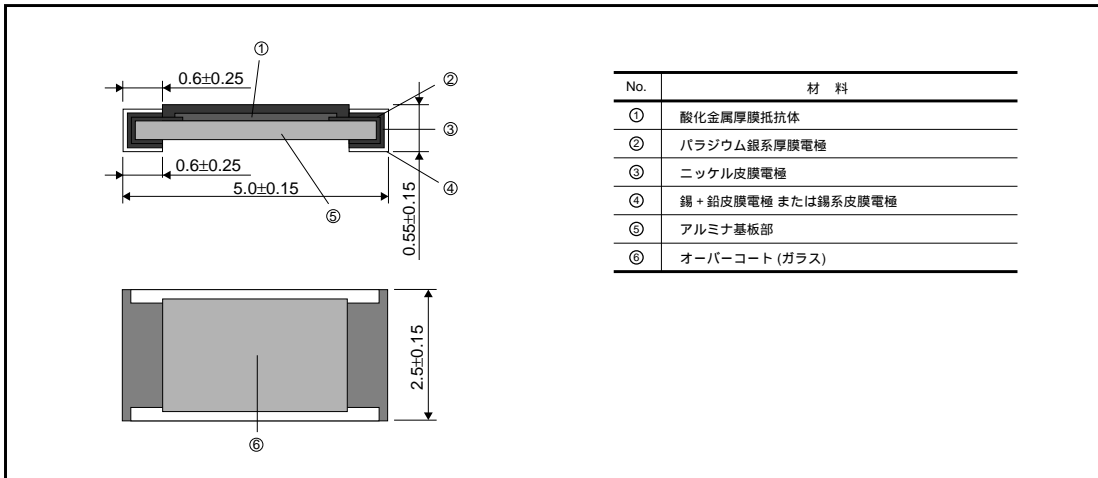 ①
0.6±0.25
②
③
0.6±0.25
④
5.0±0.15
⑤
0.55±0.15
2.5±0.15
⑥
No. 材 料
① 酸化金属厚膜抵抗体
② パラジウム銀系厚膜電極
③ ニッケル皮膜電極
④ 錫 + 鉛皮膜電極 または錫系皮膜電極
⑤ アルミナ基板部
⑥ オーバーコート (ガラス)